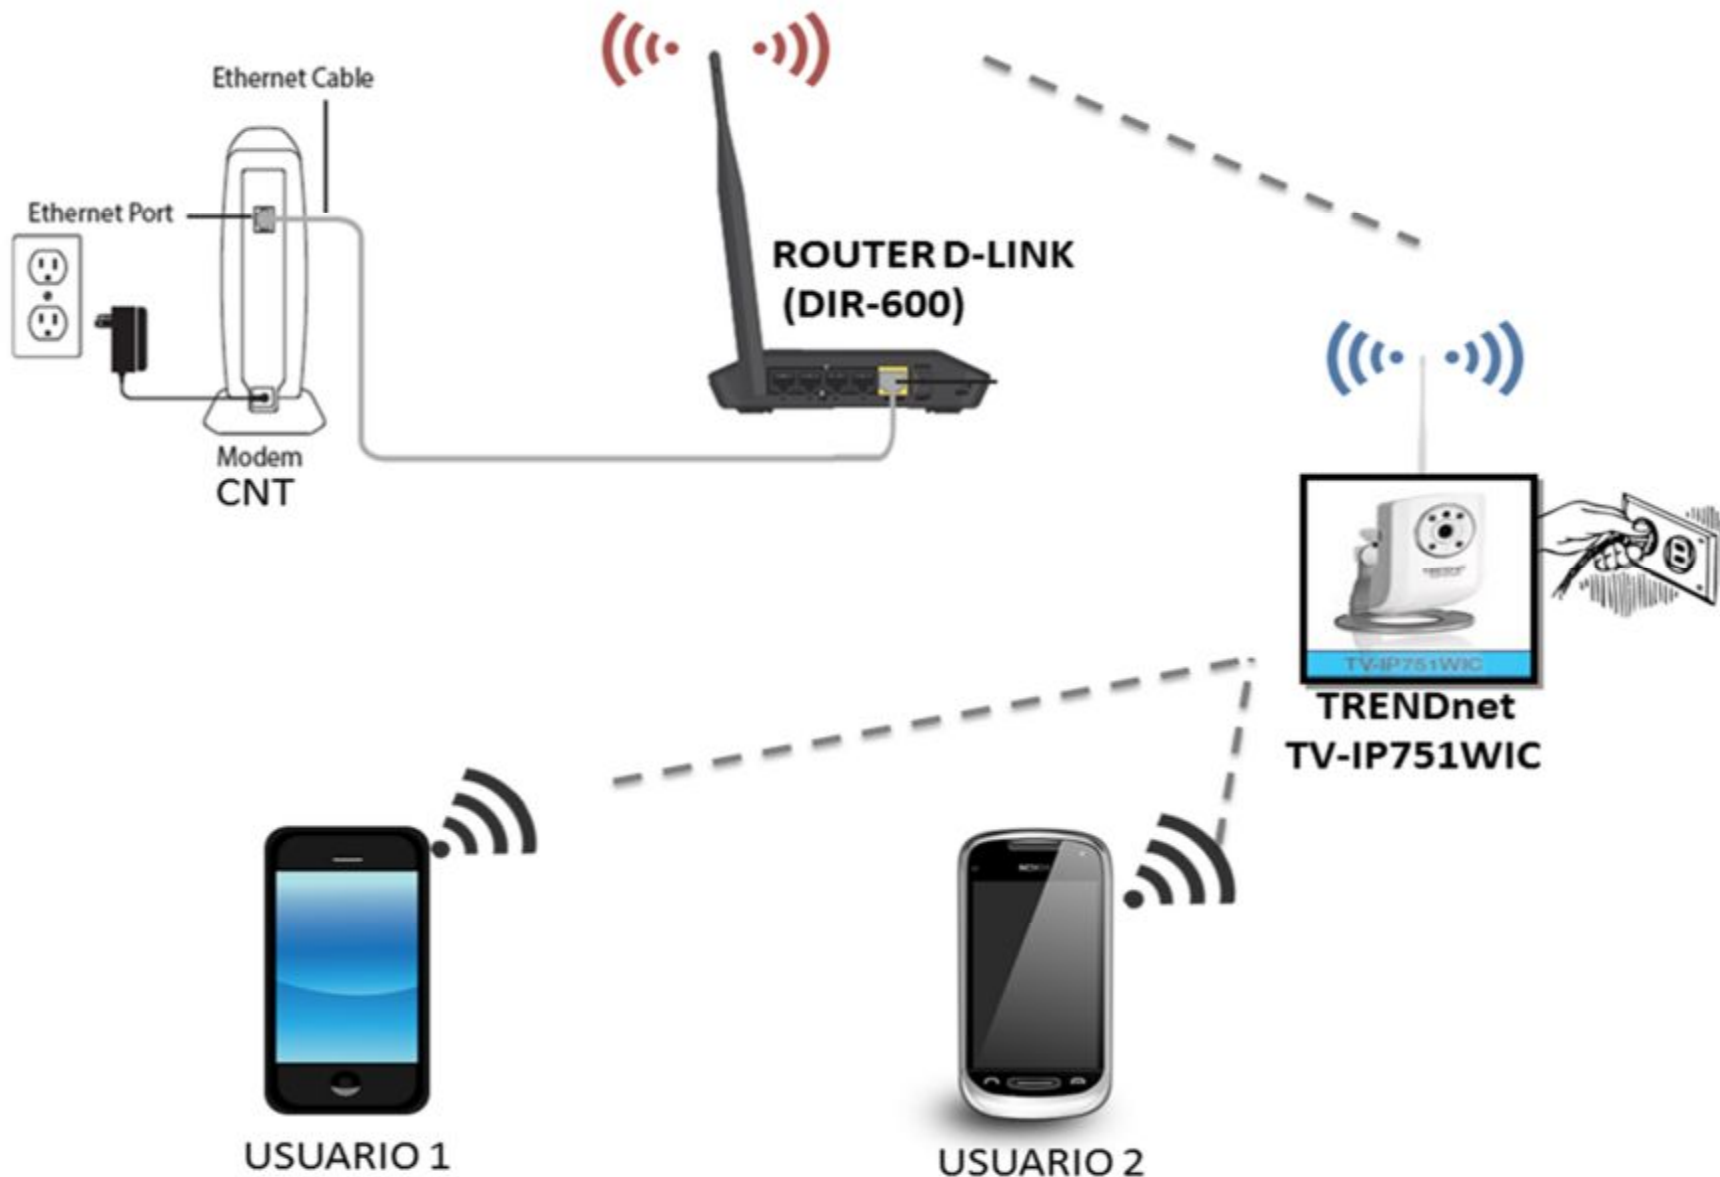 Ethernet Cable
Ethernet Port
ROUTER D-LINK
(DIR-600)
Modem
CNT
TRENDnet
TV-IP751WIC
TRENDnet
TV-IP751WIC
USUARIO 1
USUARIO 2